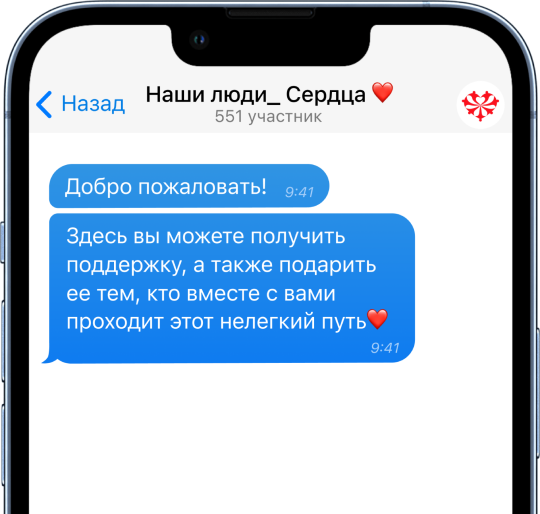 Назад
Наши люди_ Сердца ❤️
551 участник
Добро пожаловать!
9:41
Здесь вы можете получить
поддержку, а также подарить
ее тем, кто вместе с вами
проходит этот нелегкий путь❤️
9:41